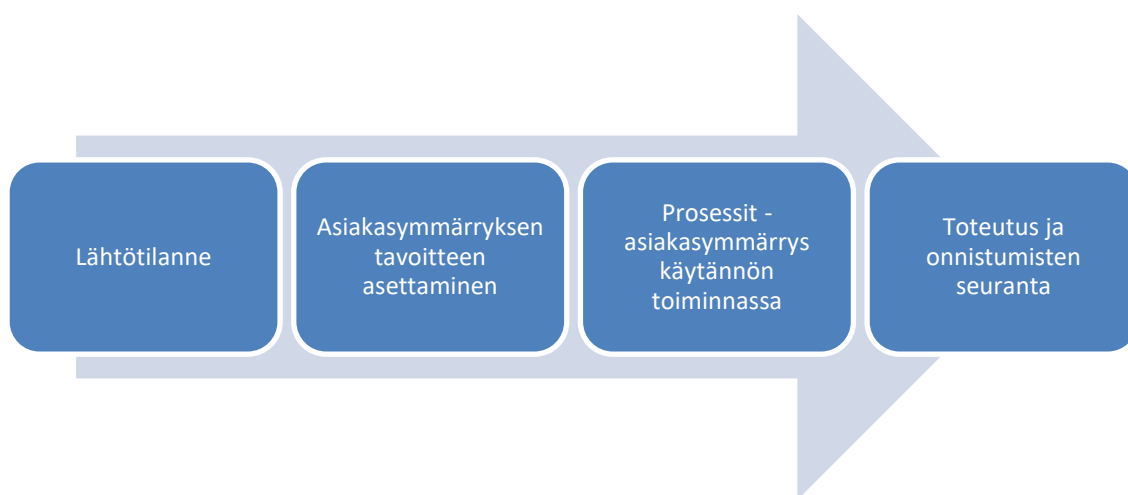 Lähtötilanne
Asiakasymmärryksen
tavoitteen
asettaminen
Prosessit -
asiakasymmärrys
käytännön
toiminnassa
Toteutus ja
onnistumisten
seuranta